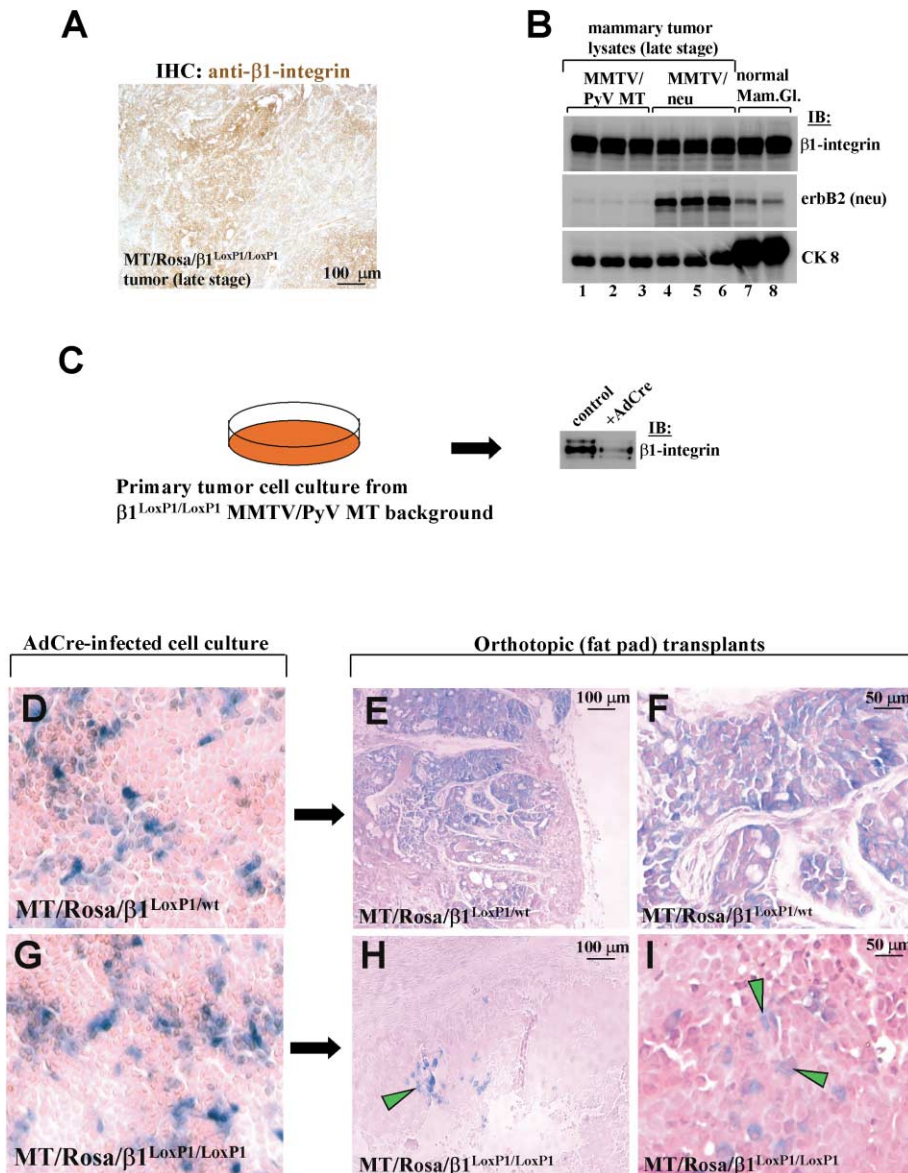 A
IHC: anti-β1-integrin
MT/Rosa/β1LoxP1/LoxP1
tumor (late stage)
100 μm
B
mammary tumor
lysates (late stage)
MMTV/
PyV MT
MMTV/
neu
normal
Mam.Gl.
IB:
β1-integrin
erbB2 (neu)
CK 8
1 2 3 4 5 6 7 8
C
Primary tumor cell culture from
β1LoxP1/LoxP1 MMTV/PyV MT background
control
+AdCre
IB:
β1-integrin
AdCre-infected cell culture
Orthotopic (fat pad) transplants
D
MT/Rosa/β1LoxP1/wt
E
100 μm
MT/Rosa/β1LoxP1/wt
F
50 μm
MT/Rosa/β1LoxP1/wt
G
MT/Rosa/β1LoxP1/LoxP1
H
100 μm
MT/Rosa/β1LoxP1/LoxP1
I
50 μm
MT/Rosa/β1LoxP1/LoxP1